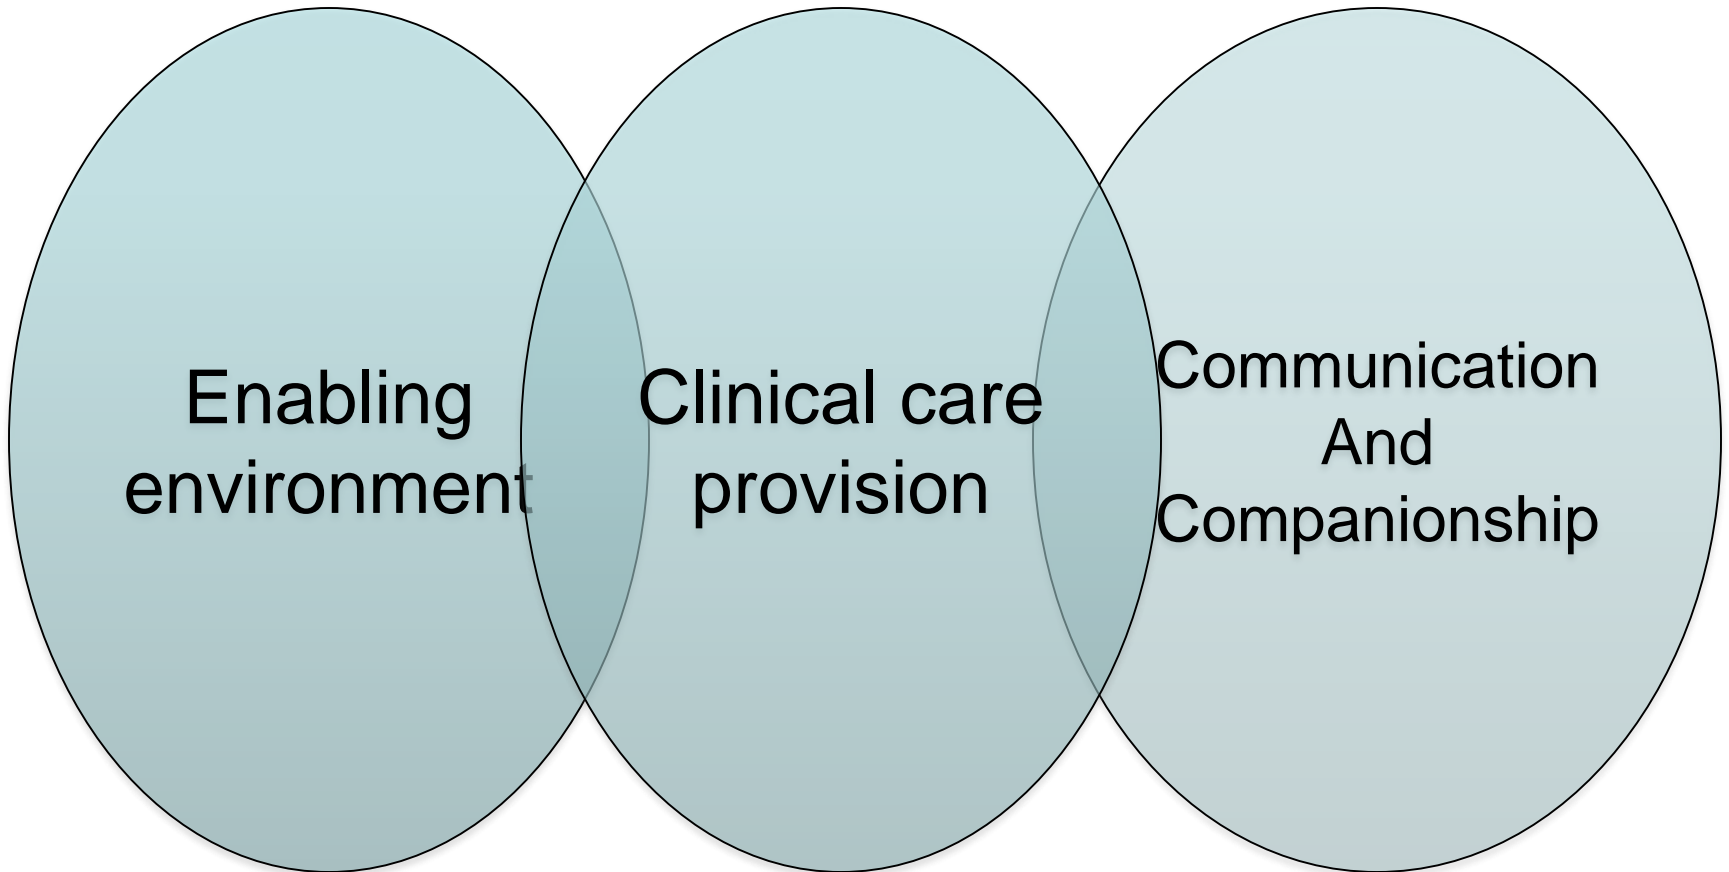 Enabling
environment
Clinical care
provision
Communication
And
Companionship